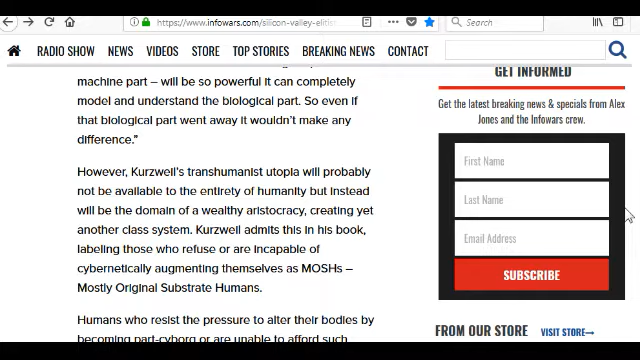 https://www.infowars.com/silicon-valley-elitist
Search
RADIO SHOW NEWS VIDEOS STORE TOP STORIES BREAKING NEWS CONTACT
machine part – will be so powerful it can completely
model and understand the biological part. So even if
that biological part went away it wouldn't make any
difference.”
However, Kurzweil's transhumanist utopia will probably
not be available to the entirety of humanity but instead
will be the domain of a wealthy aristocracy, creating yet
another class system. Kurzweil admits this in his book,
labeling those who refuse or are incapable of
cybernetically augmenting themselves as MOSHs –
Mostly Original Substrate Humans.
Humans who resist the pressure to alter their bodies by
becoming part-cyborg or are unable to afford such
GET INFORMED
Get the latest breaking news & specials from Alex
Jones and the Infowars crew.
First Name
Last Name
Email Address
SUBSCRIBE
FROM OUR STORE VISIT STORE